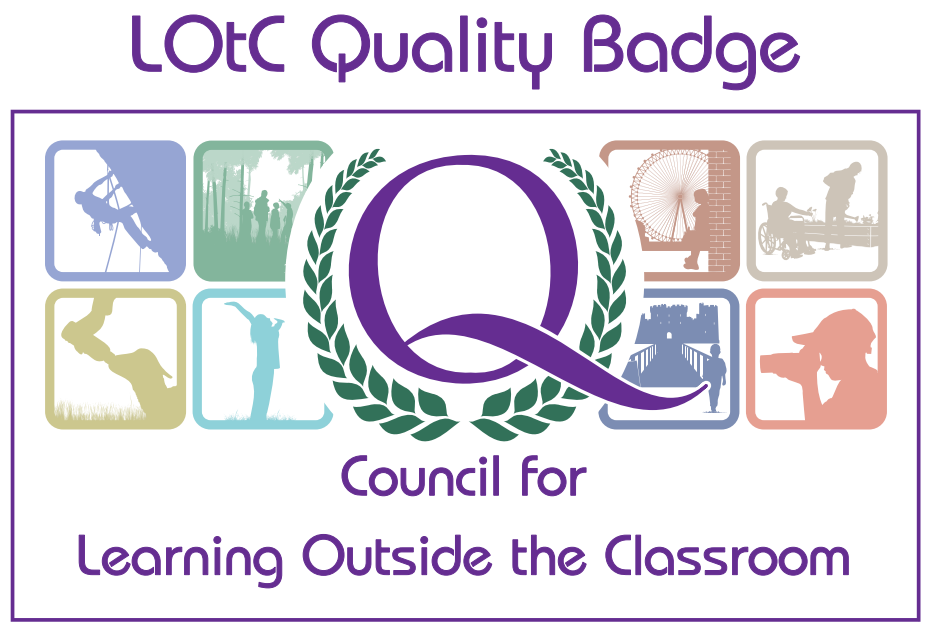 LOtC Quality Badge
Q
Council for
Learning Outside the Classroom